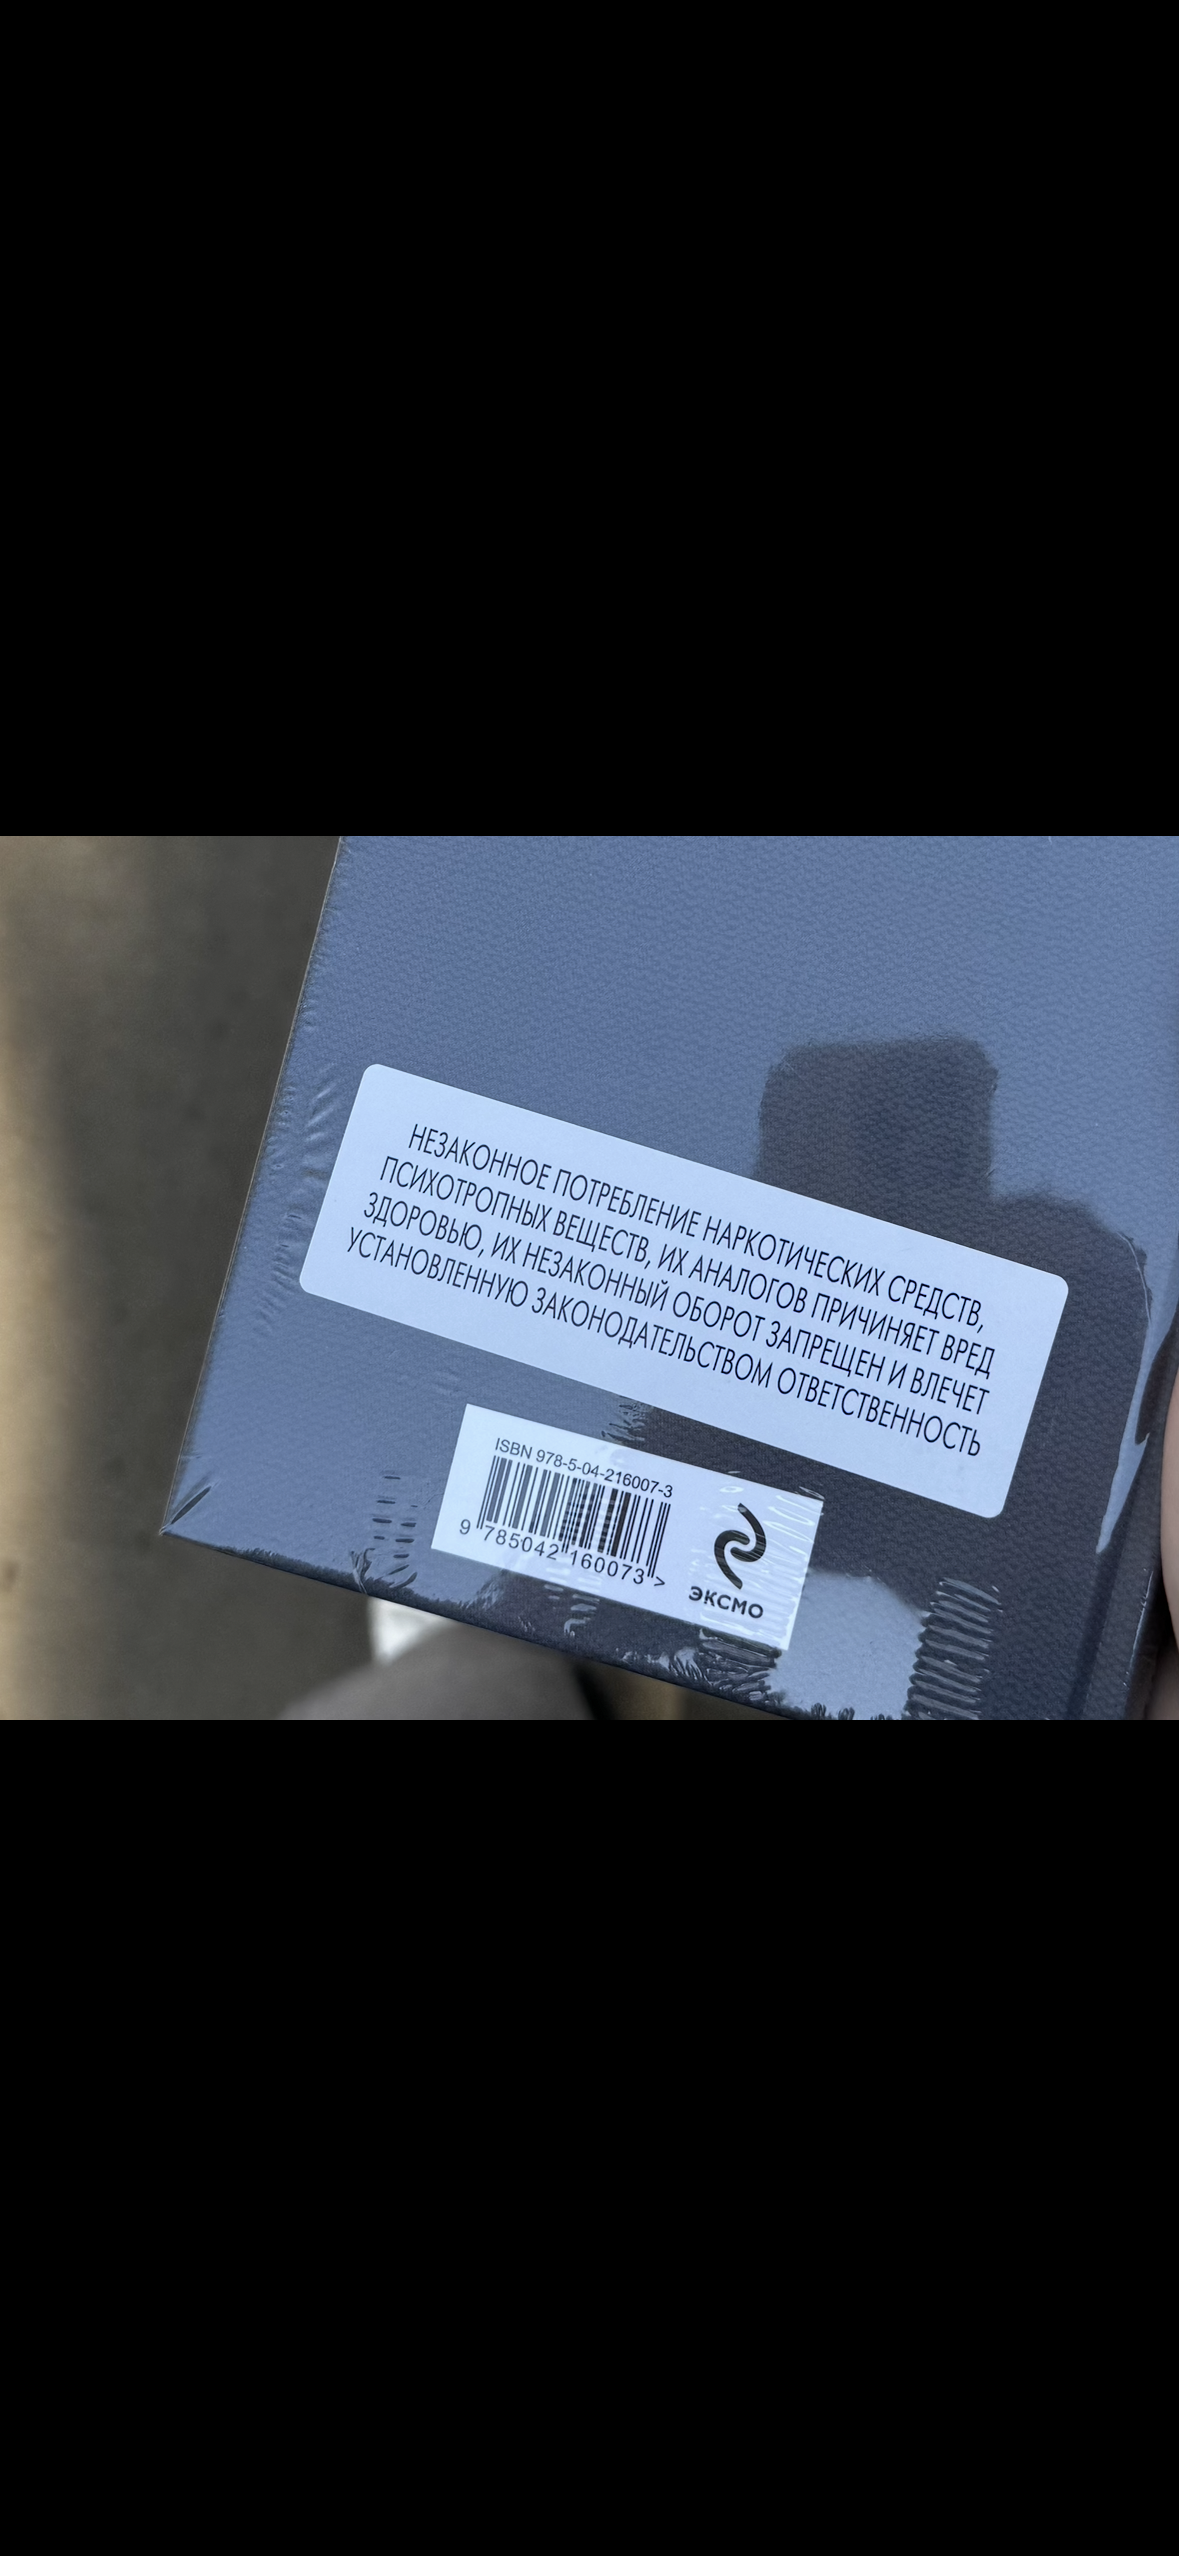 НЕЗАКОННОЕ ПОТРЕБЛЕНИЕ НАРКОТИЧЕСКИХ СРЕДСТВ,
ПСИХОТРОПНЫХ ВЕЩЕСТВ, ИХ АНАЛОГОВ ПРИЧИНЯЕТ ВРЕД
ЗДОРОВЬЮ, ИХ НЕЗАКОННЫЙ ОБОРОТ ЗАПРЕЩЕН И ВЛЕЧЕТ
УСТАНОВЛЕННУЮ ЗАКОНОДАТЕЛЬСТВОМ ОТВЕТСТВЕННОСТЬ
ISBN 978-5-04-216007-3
9 785042 160073 >
ЭКСМО